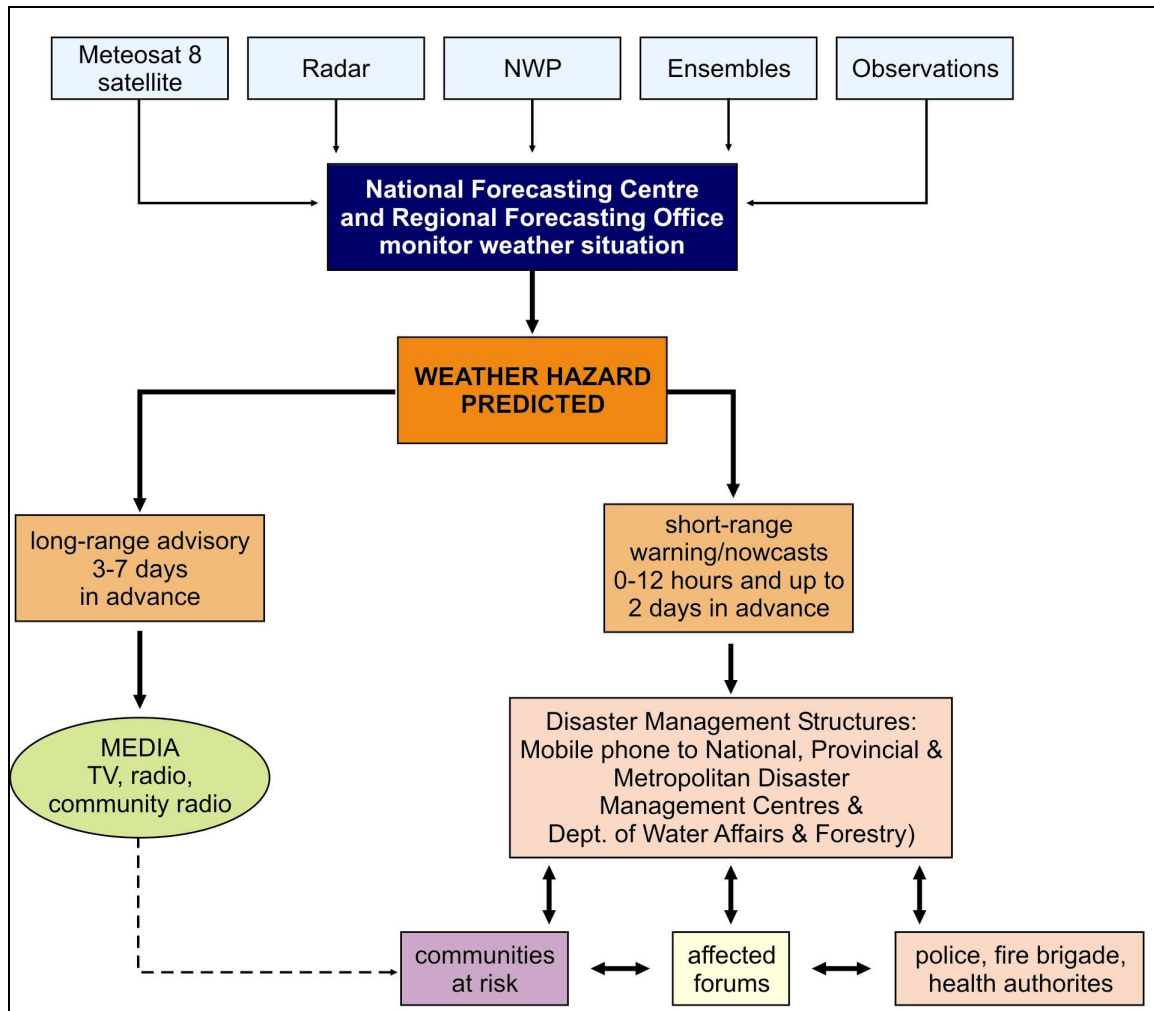 Meteosat 8
satellite
Radar
NWP
Ensembles
Observations
National Forecasting Centre
and Regional Forecasting Office
monitor weather situation
WEATHER HAZARD
PREDICTED
long-range advisory
3-7 days
in advance
short-range
warning/nowcasts
0-12 hours and up to
2 days in advance
MEDIA
TV, radio,
community radio
Disaster Management Structures:
Mobile phone to National, Provincial &
Metropolitan Disaster
Management Centres &
Dept. of Water Affairs & Forestry)
communities
at risk
affected
forums
police, fire brigade,
health authorites